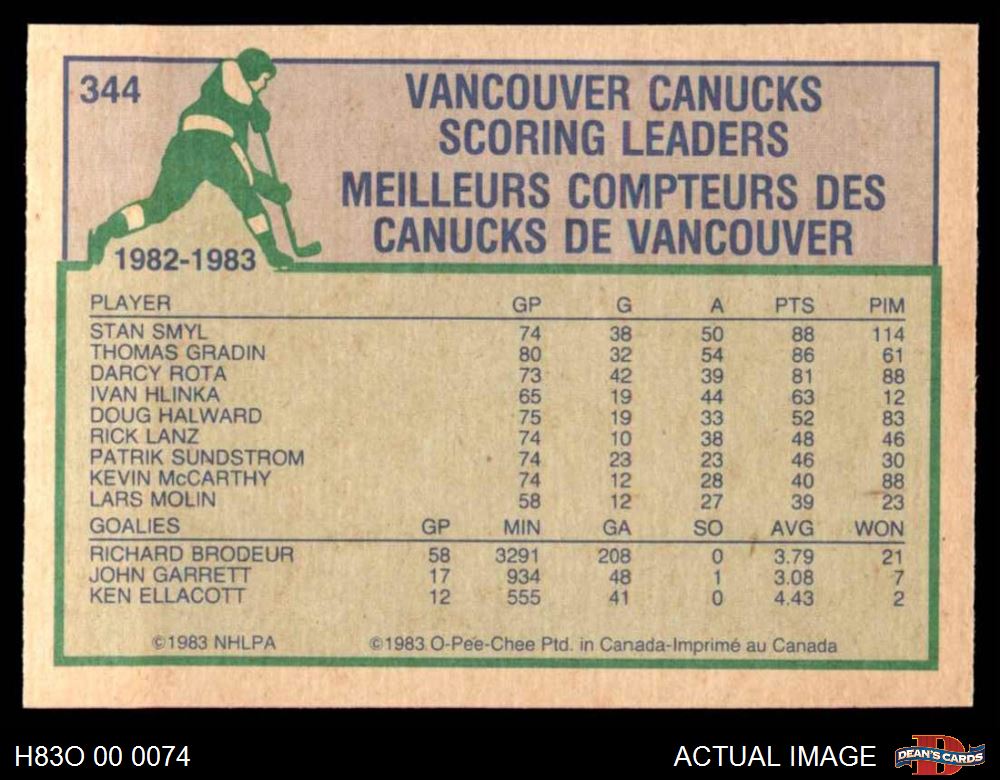 344
VANCOUVER CANUCKS
SCORING LEADERS
MEILLEURS COMPTEURS DES
CANUCKS DE VANCOUVER
1982-1983
PLAYER GP G A PTS PIM
STAN SMYL 74 38 50 88 114
THOMAS GRADIN 80 32 54 86 61
DARCY ROTA 73 42 39 81 88
IVAN HLINKA 65 19 44 63 12
DOUG HALWARD 75 19 33 52 83
RICK LANZ 74 10 38 48 46
PATRIK SUNDSTROM 74 23 23 46 30
KEVIN McCARTHY 74 12 28 40 88
LARS MOLIN 58 12 27 39 23
GOALIES GP MIN GA SO AVG WON
RICHARD BRODEUR 58 3291 208 0 3.79 21
JOHN GARRETT 17 934 48 1 3.08 7
KEN ELLACOTT 12 555 41 0 4.43 2
©1983 NHLPA ©1983 O-Pee-Chee Ptd. in Canada-Imprimé au Canada
H83O 00 0074 ACTUAL IMAGE DEAN'S CARDS